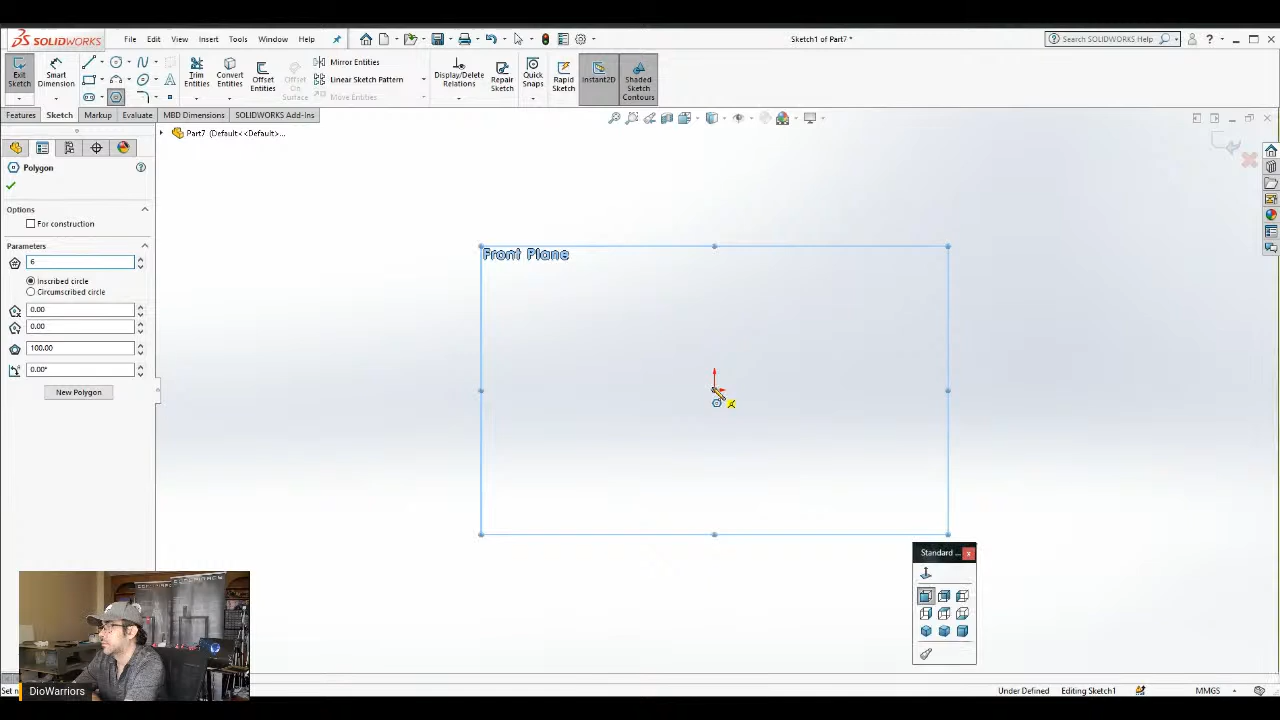 SOLIDWORKS
File Edit View Insert Tools Window Help
Sketch1 of Part7 *
Search SOLIDWORKS Help
Exit Sketch
Smart Dimension
Trim Entities
Convert Entities
Offset Entities
Offset On Surface
Mirror Entities
Linear Sketch Pattern
Move Entities
Display/Delete Relations
Repair Sketch
Quick Snaps
Rapid Sketch
Instant2D
Shaded Sketch Contours
Features Sketch Markup Evaluate MBD Dimensions SOLIDWORKS Add-Ins
Part7 (Default<<Default>...
Polygon
Options
For construction
Parameters
6
Inscribed circle
Circumscribed circle
0.00
0.00
100.00
0.00°
New Polygon
Front Plane
Standard ...
DioWarriors
Under Defined Editing Sketch1 MMGS